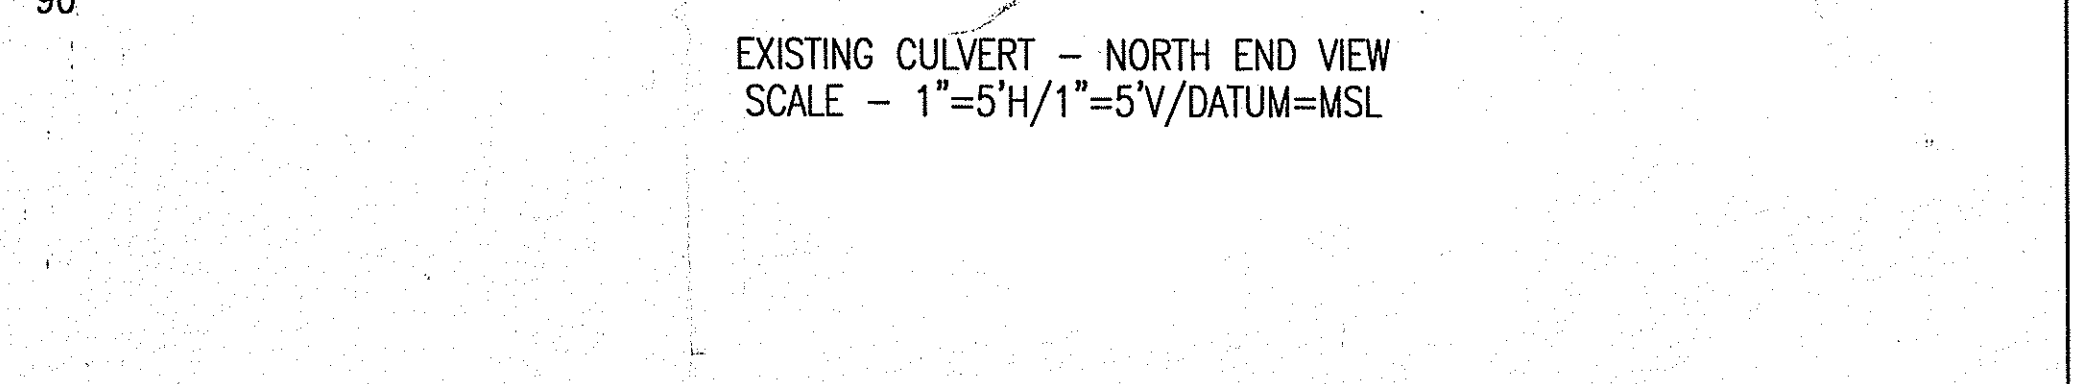 EXISTING CULVERT – NORTH END VIEW
SCALE – 1"=5'H/1"=5'V/DATUM=MSL